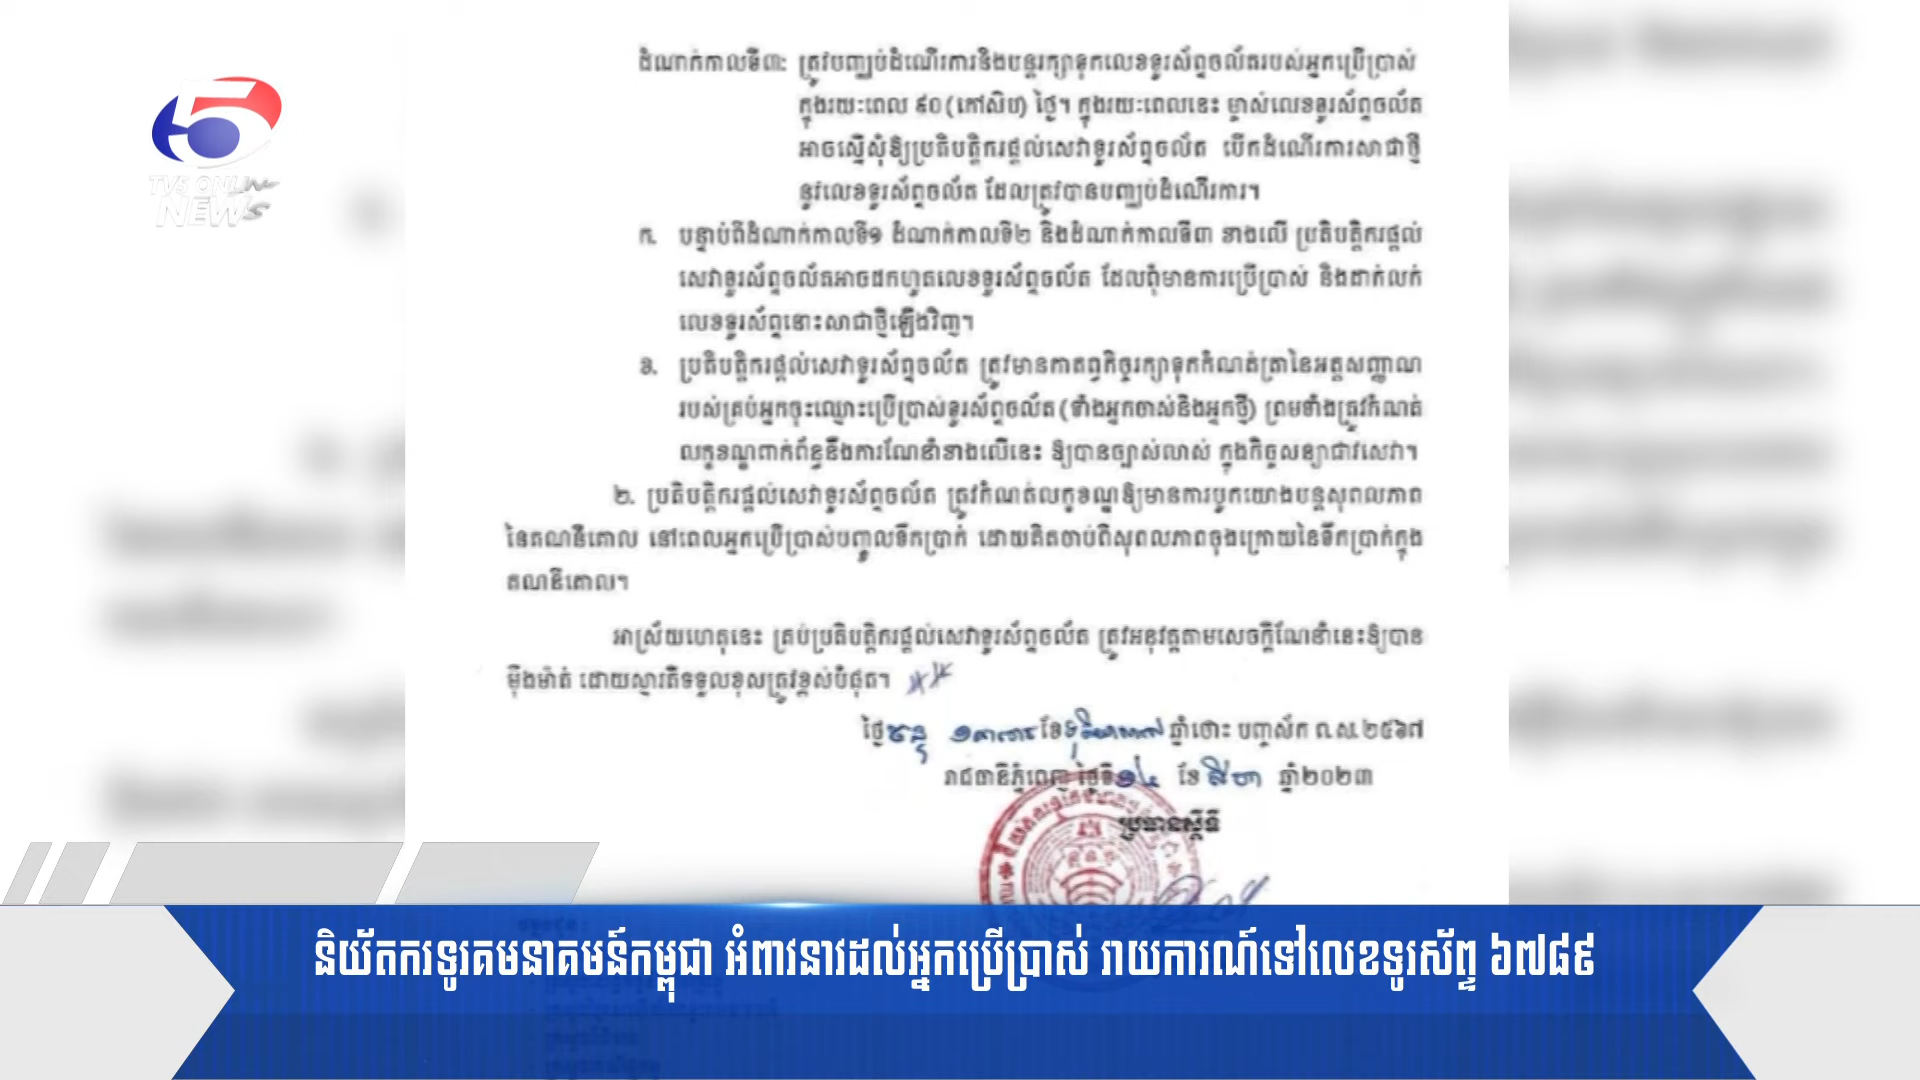 TV5 ONLINE
NEWS
ដំណាក់កាលទី៣: ត្រូវបញ្ឈប់ដំណើរការនិងបន្តរក្សាទុកលេខទូរស័ព្ទចល័តរបស់អ្នកប្រើប្រាស់
ក្នុងរយៈពេល ៩០ (កៅសិប) ថ្ងៃ។ ក្នុងរយៈពេលនេះ ម្ចាស់លេខទូរស័ព្ទចល័ត
អាចស្នើសុំឱ្យប្រតិបត្តិករផ្តល់សេវាទូរស័ព្ទចល័ត បើកដំណើរការសាជាថ្មី
នូវលេខទូរស័ព្ទចល័ត ដែលត្រូវបានបញ្ឈប់ដំណើរការ។
ក. បន្ទាប់ពីដំណាក់កាលទី១ ដំណាក់កាលទី២ និងដំណាក់កាលទី៣ ខាងលើ ប្រតិបត្តិករផ្តល់
សេវាទូរស័ព្ទចល័តអាចដកហូតលេខទូរស័ព្ទចល័ត ដែលពុំមានការប្រើប្រាស់ និងដាក់លក់
លេខទូរស័ព្ទនោះសាជាថ្មីឡើងវិញ។
ខ. ប្រតិបត្តិករផ្តល់សេវាទូរស័ព្ទចល័ត ត្រូវមានកាតព្វកិច្ចរក្សាទុកកំណត់ត្រានៃអត្តសញ្ញាណ
របស់គ្រប់អ្នកចុះឈ្មោះប្រើប្រាស់ទូរស័ព្ទចល័ត (ទាំងអ្នកចាស់និងអ្នកថ្មី) ព្រមទាំងត្រូវកំណត់
លក្ខខណ្ឌពាក់ព័ន្ធនឹងការណែនាំខាងលើនេះ ឱ្យបានច្បាស់លាស់ ក្នុងកិច្ចសន្យាជាវសេវា។
២. ប្រតិបត្តិករផ្តល់សេវាទូរស័ព្ទចល័ត ត្រូវកំណត់លក្ខខណ្ឌឱ្យមានការបូកយោងបន្តសុពលភាព
នៃគណនីគោល នៅពេលអ្នកប្រើប្រាស់បញ្ចូលទឹកប្រាក់ ដោយគិតចាប់ពីសុពលភាពចុងក្រោយនៃទឹកប្រាក់ក្នុង
គណនីគោល។
អាស្រ័យហេតុនេះ គ្រប់ប្រតិបត្តិករផ្តល់សេវាទូរស័ព្ទចល័ត ត្រូវអនុវត្តតាមសេចក្តីណែនាំនេះឱ្យបាន
ម៉ឺងម៉ាត់ ដោយស្មារតីទទួលខុសត្រូវខ្ពស់បំផុត។
ថ្ងៃចន្ទ ខែទុតិយាសាឍ ឆ្នាំថោះ បញ្ចស័ក ព.ស.២៥៦៧
រាជធានីភ្នំពេញ ថ្ងៃទី១៤ ខែ សីហា ឆ្នាំ២០២៣
ប្រធានស្តីទី
និយ័តករទូរគមនាគមន៍កម្ពុជា អំពាវនាវដល់អ្នកប្រើប្រាស់ រាយការណ៍ទៅលេខទូរស័ព្ទ ៦៧៨៩